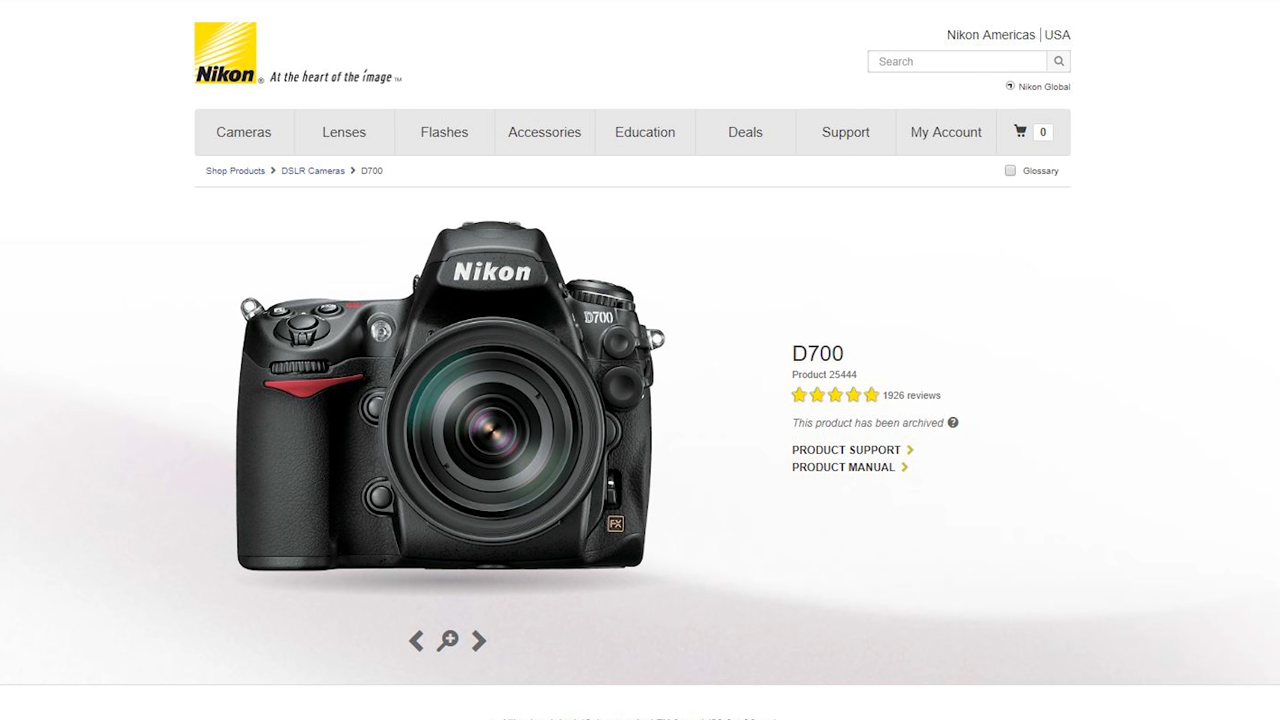 Nikon
® At the heart of the image™
Nikon Americas | USA
Search
Nikon Global
Cameras Lenses Flashes Accessories Education Deals Support My Account 0
Shop Products DSLR Cameras D700
Glossary
Nikon
D700
FX
D700
Product 25444
1926 reviews
This product has been archived
PRODUCT SUPPORT
PRODUCT MANUAL